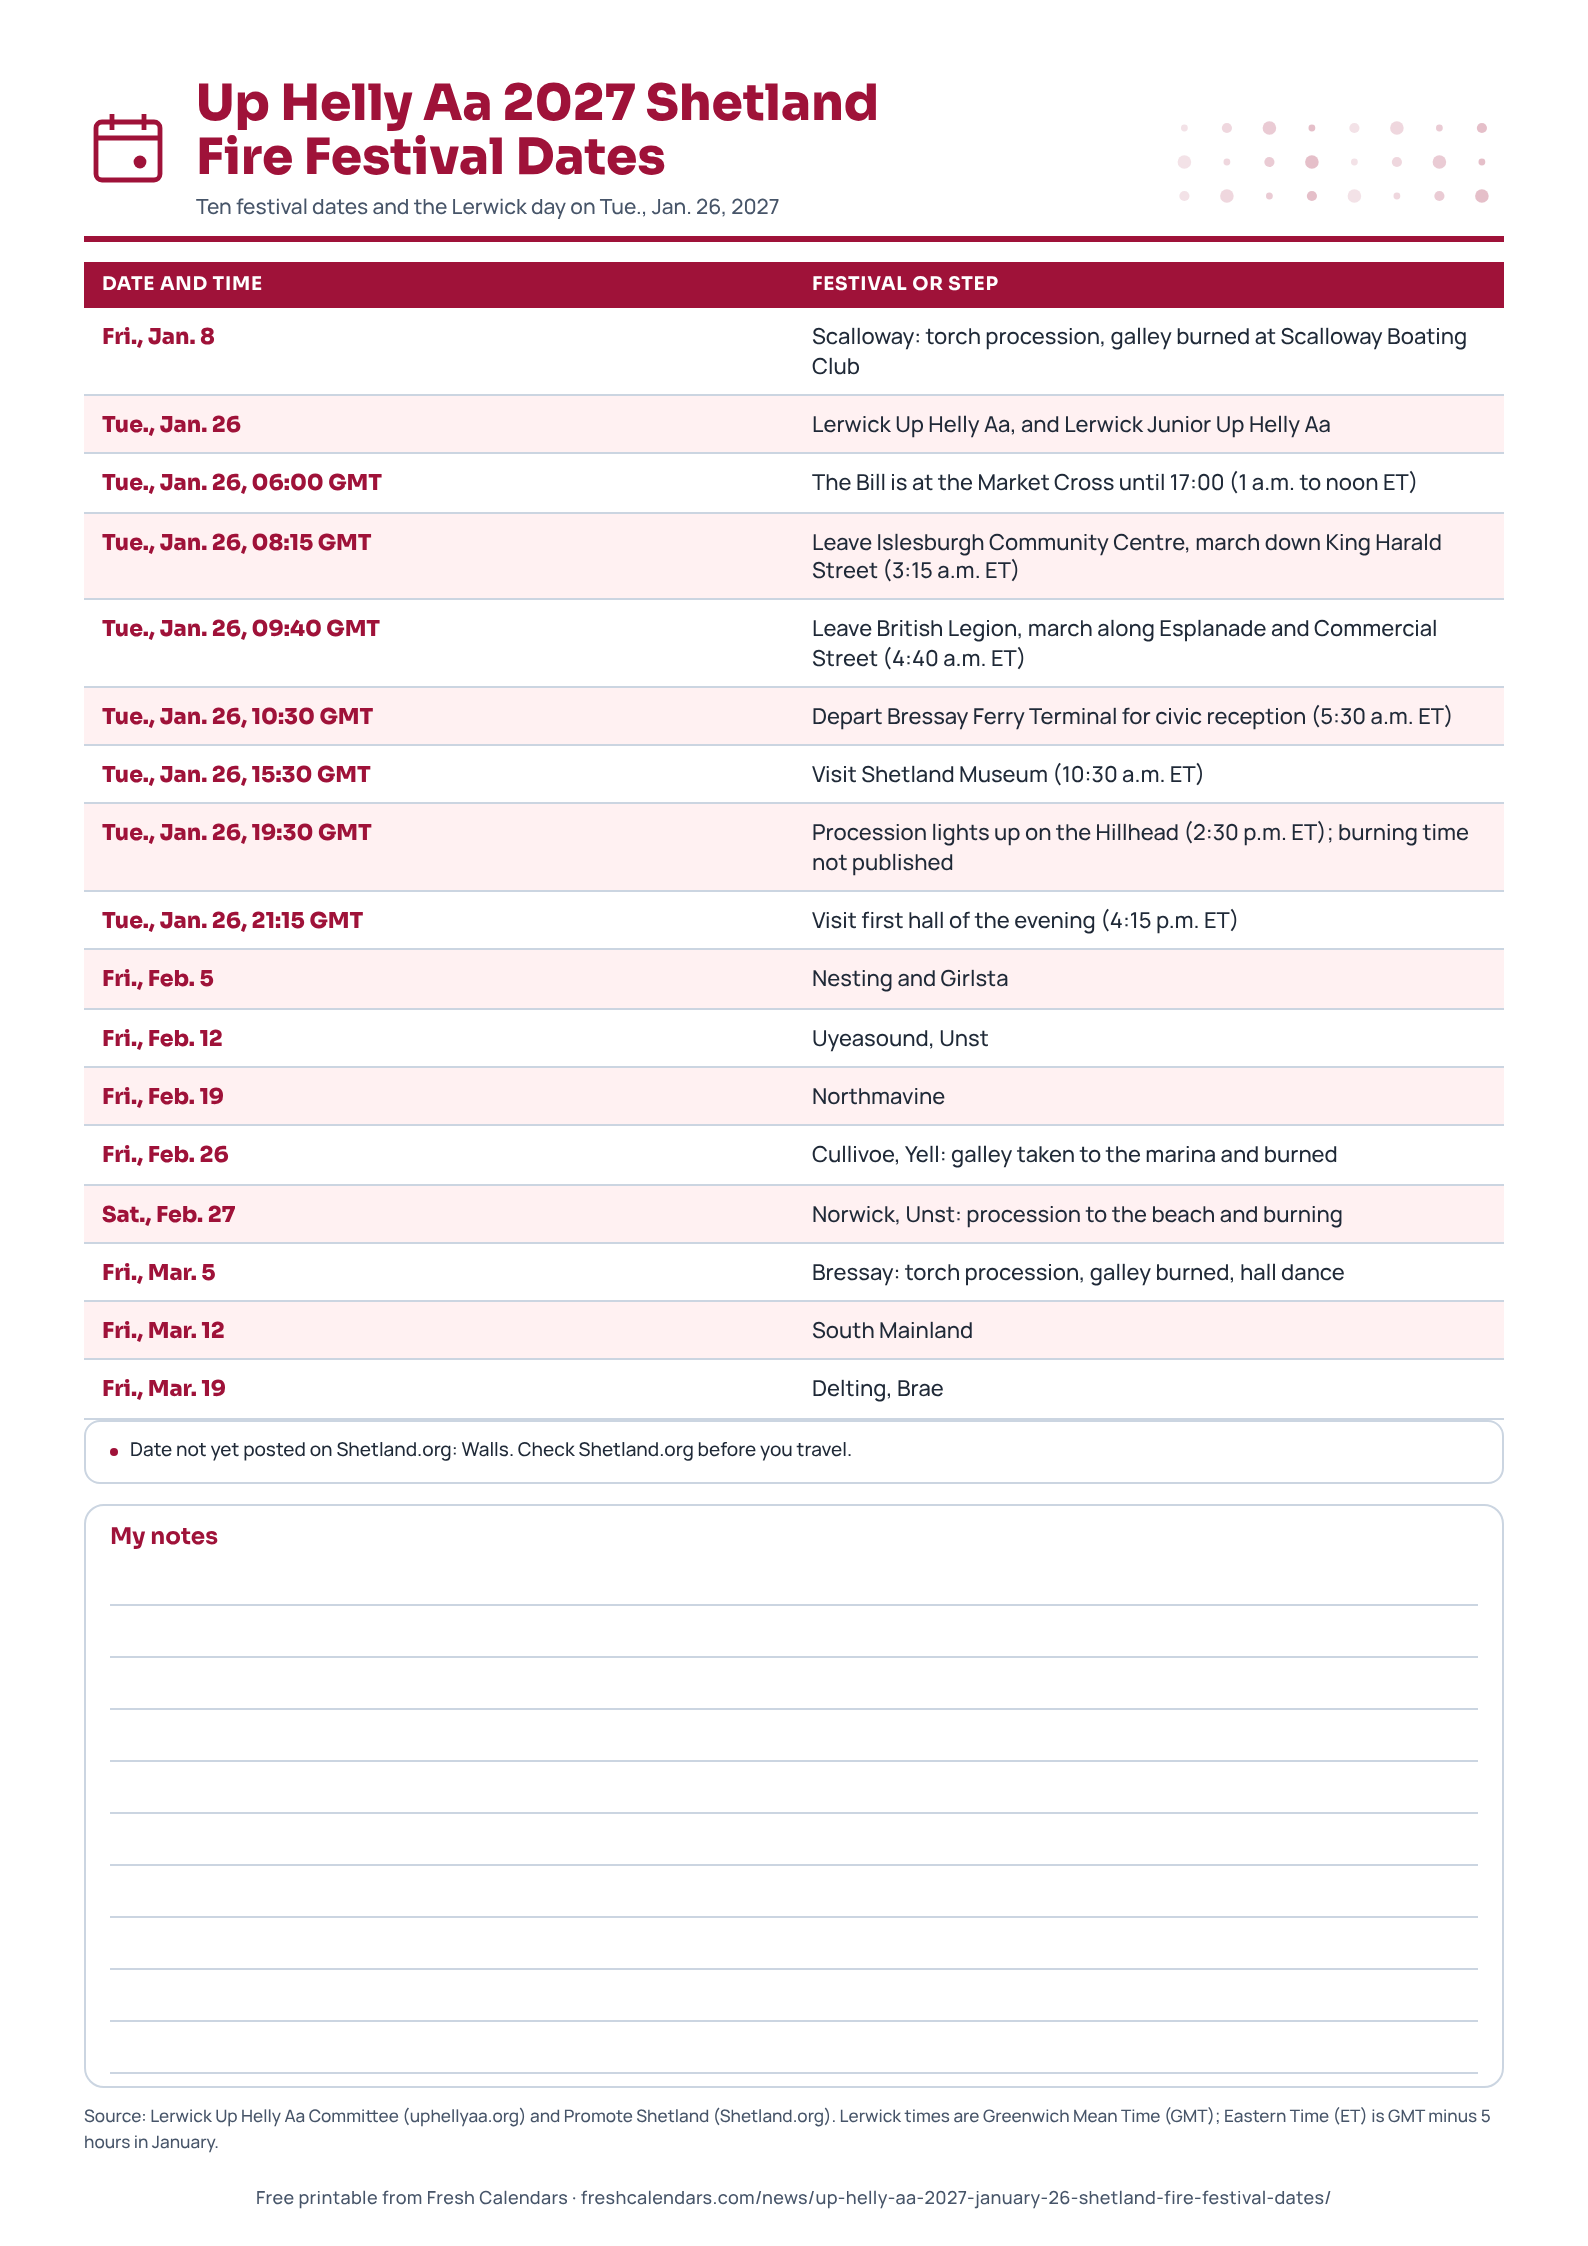 Up Helly Aa 2027 Shetland
Fire Festival Dates
Ten festival dates and the Lerwick day on Tue., Jan. 26, 2027
DATE AND TIME FESTIVAL OR STEP
Fri., Jan. 8 Scalloway: torch procession, galley burned at Scalloway Boating
Club
Tue., Jan. 26 Lerwick Up Helly Aa, and Lerwick Junior Up Helly Aa
Tue., Jan. 26, 06:00 GMT The Bill is at the Market Cross until 17:00 (1 a.m. to noon ET)
Tue., Jan. 26, 08:15 GMT Leave Islesburgh Community Centre, march down King Harald
Street (3:15 a.m. ET)
Tue., Jan. 26, 09:40 GMT Leave British Legion, march along Esplanade and Commercial
Street (4:40 a.m. ET)
Tue., Jan. 26, 10:30 GMT Depart Bressay Ferry Terminal for civic reception (5:30 a.m. ET)
Tue., Jan. 26, 15:30 GMT Visit Shetland Museum (10:30 a.m. ET)
Tue., Jan. 26, 19:30 GMT Procession lights up on the Hillhead (2:30 p.m. ET); burning time
not published
Tue., Jan. 26, 21:15 GMT Visit first hall of the evening (4:15 p.m. ET)
Fri., Feb. 5 Nesting and Girlsta
Fri., Feb. 12 Uyeasound, Unst
Fri., Feb. 19 Northmavine
Fri., Feb. 26 Cullivoe, Yell: galley taken to the marina and burned
Sat., Feb. 27 Norwick, Unst: procession to the beach and burning
Fri., Mar. 5 Bressay: torch procession, galley burned, hall dance
Fri., Mar. 12 South Mainland
Fri., Mar. 19 Delting, Brae
• Date not yet posted on Shetland.org: Walls. Check Shetland.org before you travel.
My notes
Source: Lerwick Up Helly Aa Committee (uphellyaa.org) and Promote Shetland (Shetland.org). Lerwick times are Greenwich Mean Time (GMT); Eastern Time (ET) is GMT minus 5
hours in January.
Free printable from Fresh Calendars · freshcalendars.com/news/up-helly-aa-2027-january-26-shetland-fire-festival-dates/